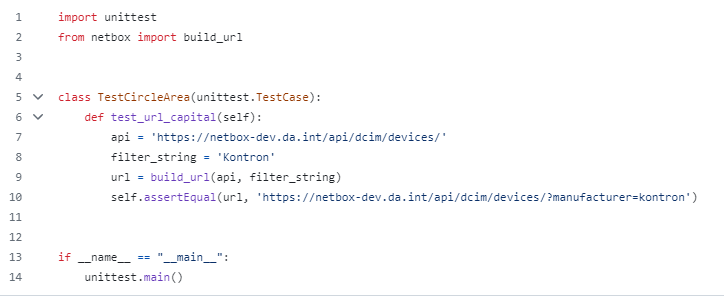 1 import unittest
2 from netbox import build_url
3
4
5 class TestCircleArea(unittest.TestCase):
6     def test_url_capital(self):
7         api = 'https://netbox-dev.da.int/api/dcim/devices/'
8         filter_string = 'Kontron'
9         url = build_url(api, filter_string)
10         self.assertEqual(url, 'https://netbox-dev.da.int/api/dcim/devices/?manufacturer=kontron')
11
12
13 if __name__ == "__main__":
14     unittest.main()